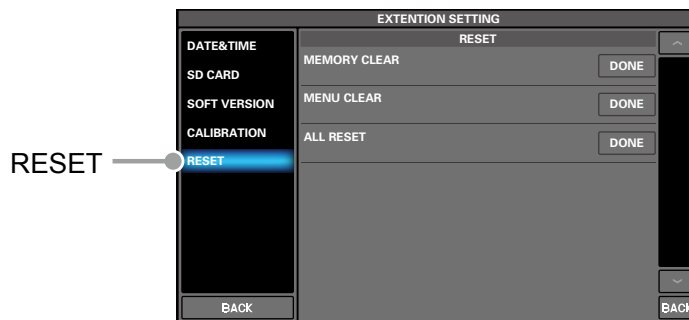 EXTENTION SETTING
DATE&TIME
SD CARD
SOFT VERSION
CALIBRATION
RESET
RESET
BACK
RESET
MEMORY CLEAR DONE
MENU CLEAR DONE
ALL RESET DONE
BACK